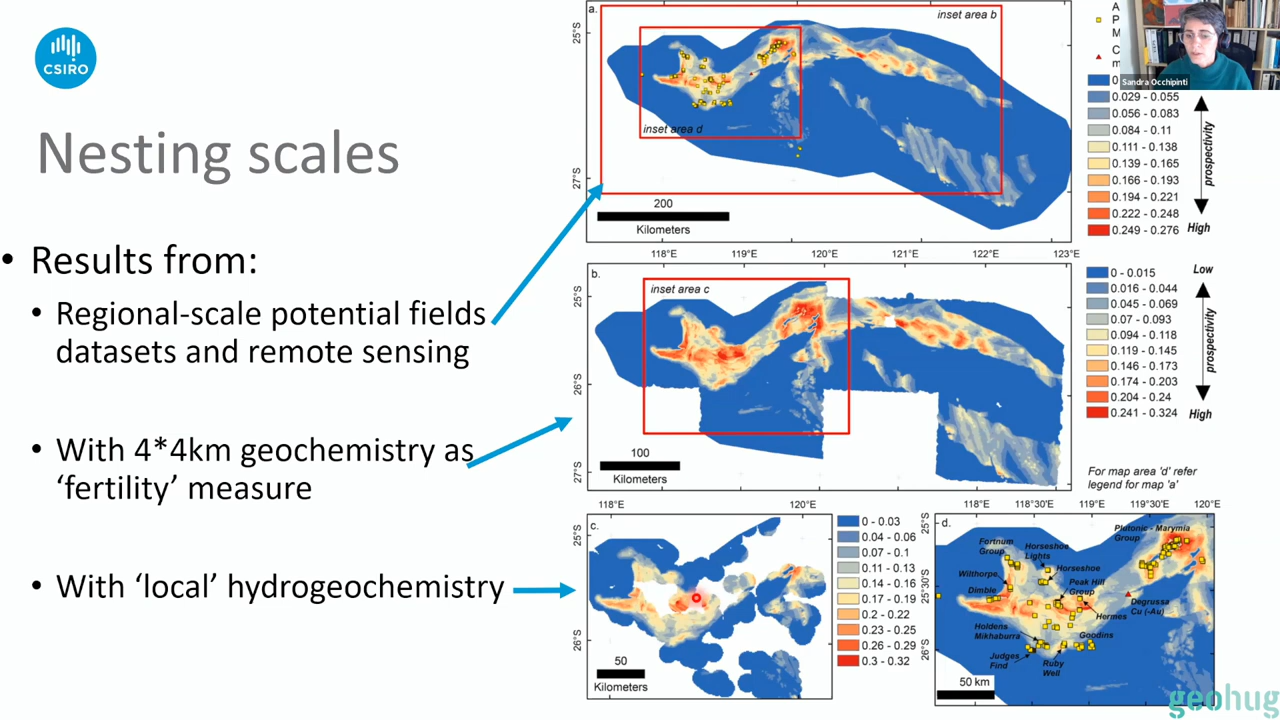 CSIRO
Nesting scales
• Results from:
• Regional-scale potential fields
datasets and remote sensing
• With 4*4km geochemistry as
‘fertility’ measure
• With ‘local’ hydrogeochemistry
a.
inset area b
inset area d
25°S
27°S
200
Kilometers
118°E 119°E 120°E 121°E 122°E 123°E
A
P
M
C
m
Sandra Occhipinti
0
0.029 - 0.055
0.056 - 0.083
0.084 - 0.11
0.111 - 0.138
0.139 - 0.165
0.166 - 0.193
0.194 - 0.221
0.222 - 0.248
0.249 - 0.276
prospectivity
High
b.
inset area c
25°S
26°S
27°S
100
Kilometers
118°E 120°E
0 - 0.015
0.016 - 0.044
0.045 - 0.069
0.07 - 0.093
0.094 - 0.118
0.119 - 0.145
0.146 - 0.173
0.174 - 0.203
0.204 - 0.24
0.241 - 0.324
Low
prospectivity
High
For map area 'd' refer
legend for map 'a'
c.
25°S
26°S
50
Kilometers
0 - 0.03
0.04 - 0.06
0.07 - 0.1
0.11 - 0.13
0.14 - 0.16
0.17 - 0.19
0.2 - 0.22
0.23 - 0.25
0.26 - 0.29
0.3 - 0.32
118°E 118°30'E 119°E 119°30'E 120°E
d.
25°S
25°30'S
26°S
Plutonic - Marymia
Group
Fortnum
Group
Horseshoe
Lights
Horseshoe
Wilthorpe
Peak Hill
Group
Dimble
Degrussa
Cu (-Au)
Hermes
Holdens
Mikhaburra
Goodins
Judges
Find
Ruby
Well
50 km
geohug